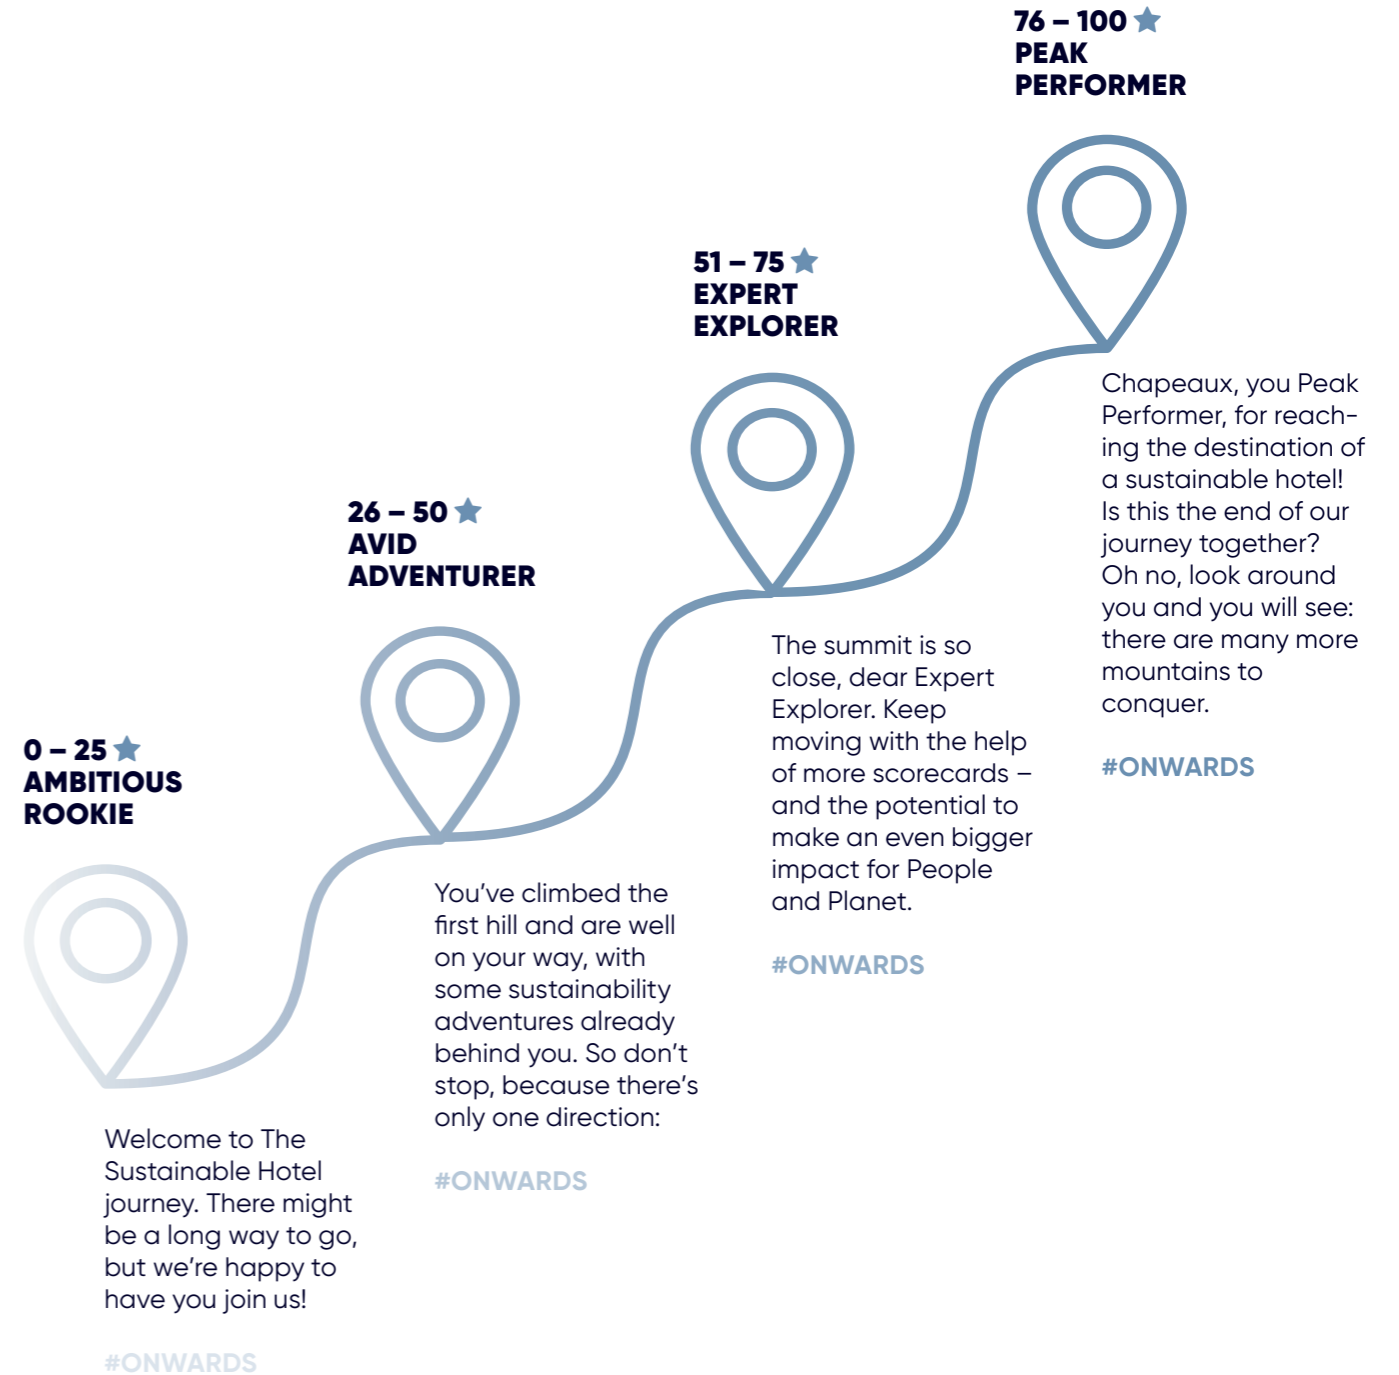 76 – 100
PEAK
PERFORMER
51 – 75
EXPERT
EXPLORER
26 – 50
AVID
ADVENTURER
0 – 25
AMBITIOUS
ROOKIE
Chapeaux, you Peak
Performer, for reach-
ing the destination of
a sustainable hotel!
Is this the end of our
journey together?
Oh no, look around
you and you will see:
there are many more
mountains to
conquer.
#ONWARDS
The summit is so
close, dear Expert
Explorer. Keep
moving with the help
of more scorecards –
and the potential to
make an even bigger
impact for People
and Planet.
#ONWARDS
You’ve climbed the
first hill and are well
on your way, with
some sustainability
adventures already
behind you. So don’t
stop, because there’s
only one direction:
#ONWARDS
Welcome to The
Sustainable Hotel
journey. There might
be a long way to go,
but we’re happy to
have you join us!
#ONWARDS